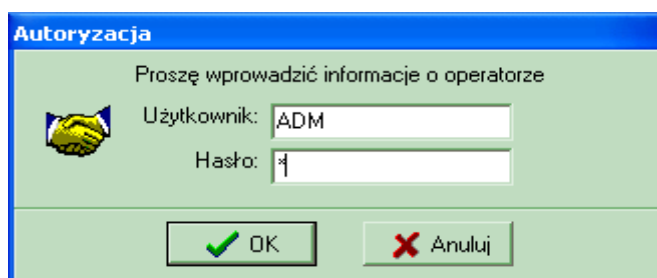 Autoryzacja
Proszę wprowadzić informacje o operatorze
Użytkownik: ADM
Hasło: *
OK Anuluj